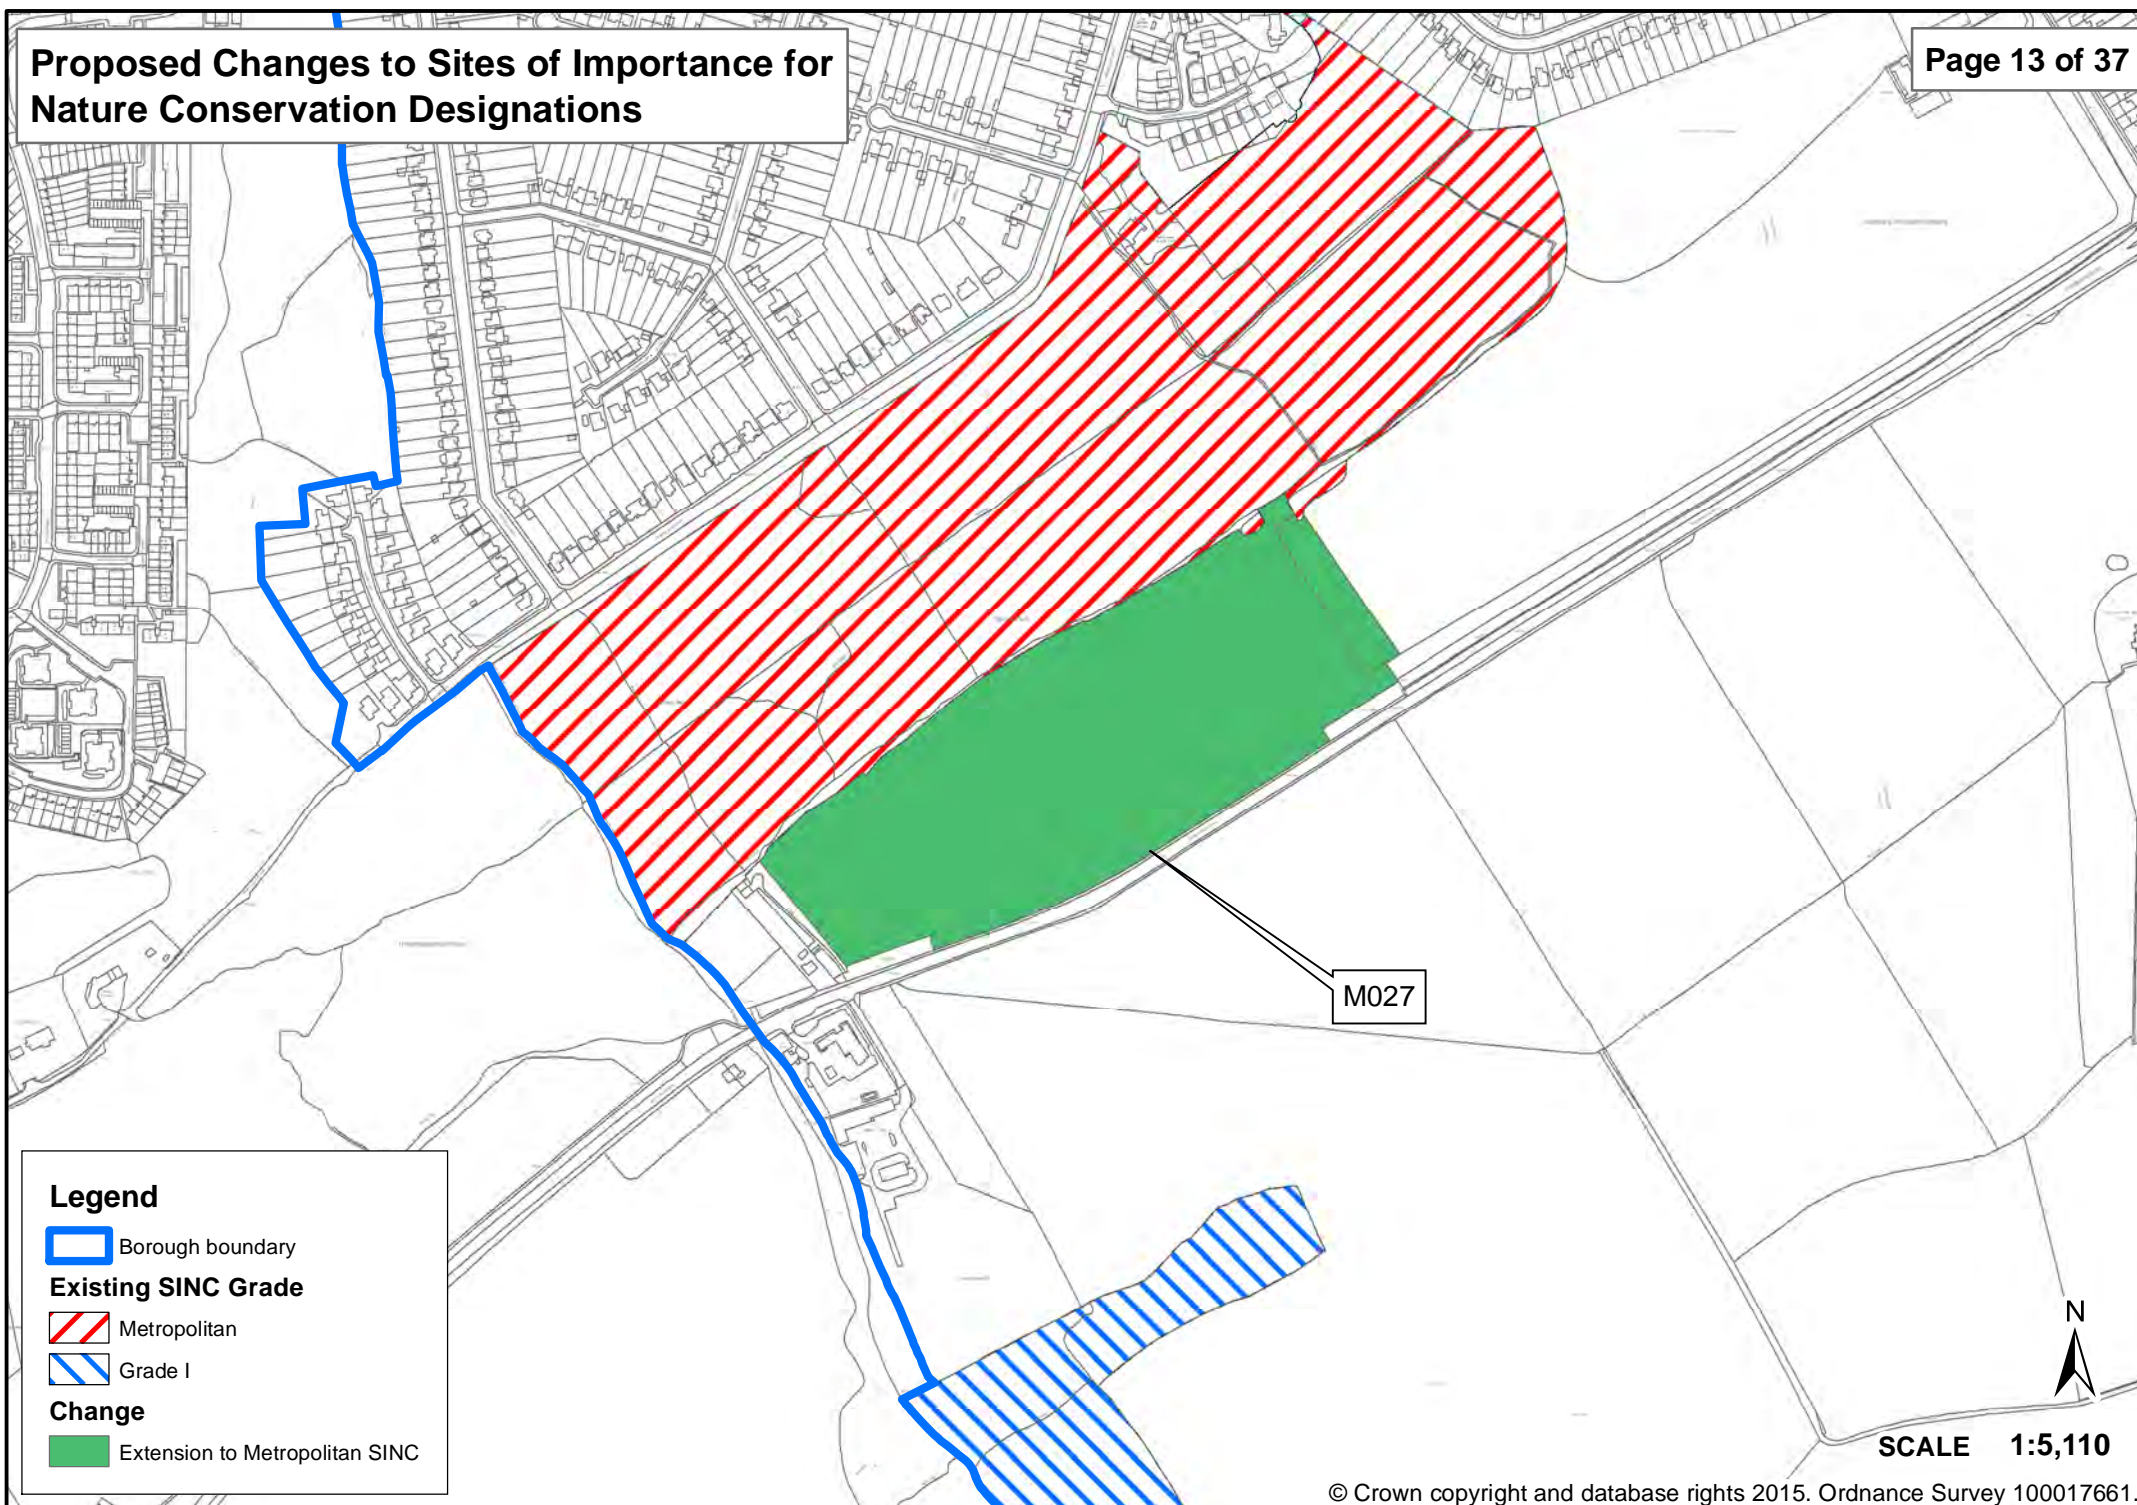 Proposed Changes to Sites of Importance for
Nature Conservation Designations
Page 13 of 37
M027
Legend
Borough boundary
Existing SINC Grade
Metropolitan
Grade I
Change
Extension to Metropolitan SINC
N
SCALE 1:5,110
© Crown copyright and database rights 2015. Ordnance Survey 100017661.